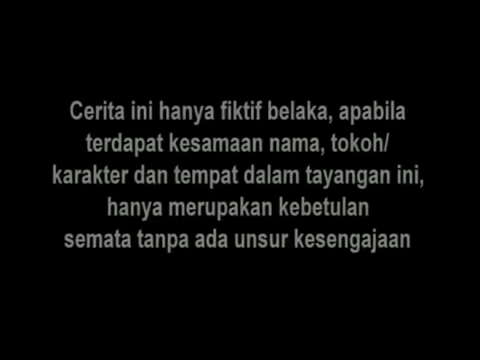 Cerita ini hanya fiktif belaka, apabila
terdapat kesamaan nama, tokoh/
karakter dan tempat dalam tayangan ini,
hanya merupakan kebetulan
semata tanpa ada unsur kesengajaan